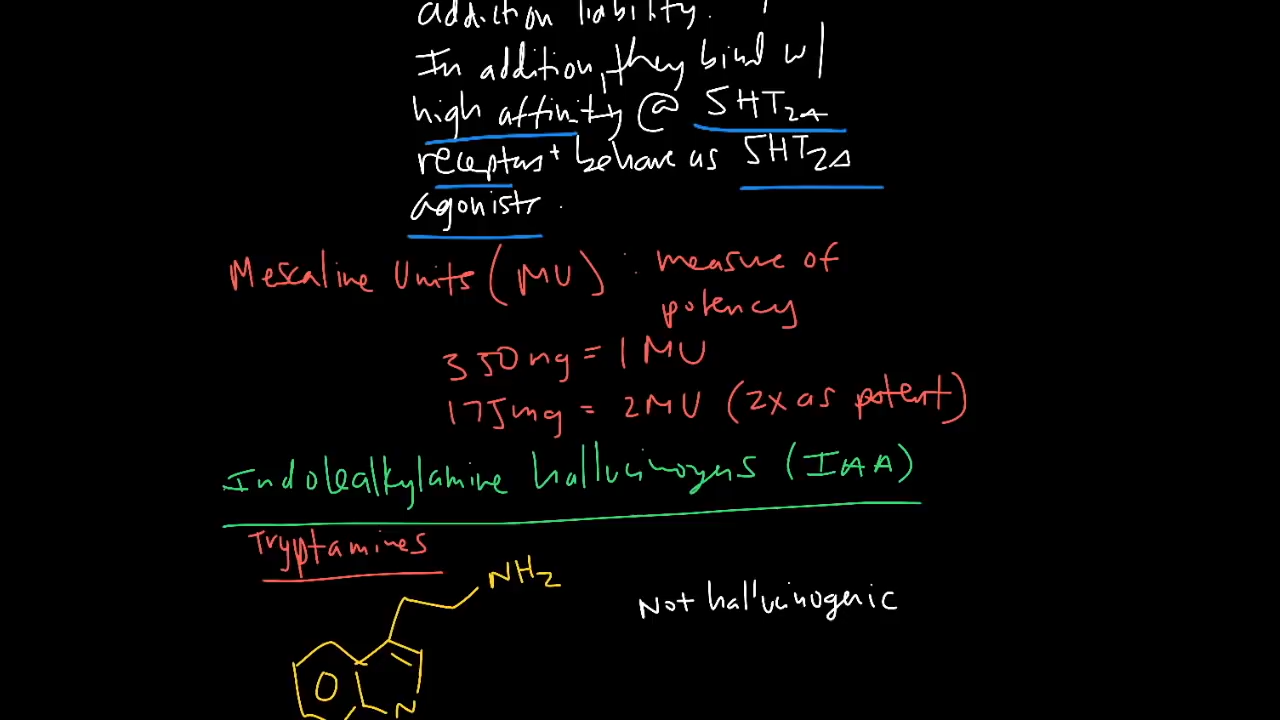 addiction liability.
In addition, they bind w/
high affinity @ 5HT2A
receptors + behave as 5HT2A
agonists.
Mescaline Units (MU) : measure of
potency
350mg = 1 MU
175mg = 2MU (2x as potent)
Indolealkylamine hallucinogens (IAA)
Tryptamines
NH2
Not hallucinogenic
N